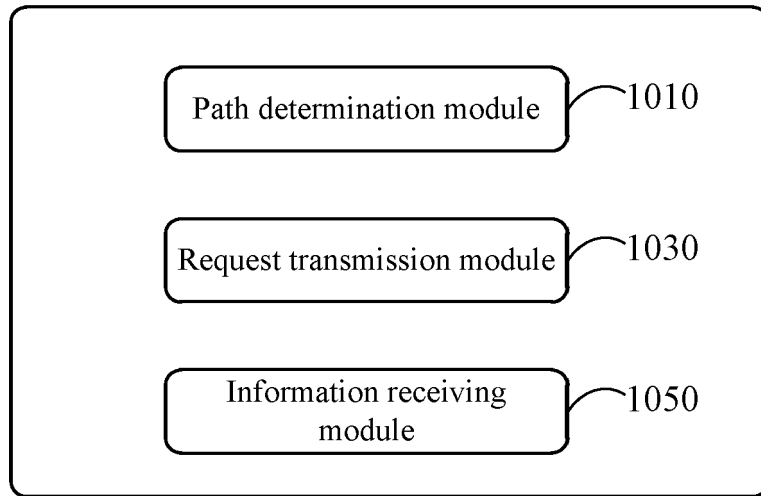 Path determination module
1010
Request transmission module
1030
Information receiving
module
1050